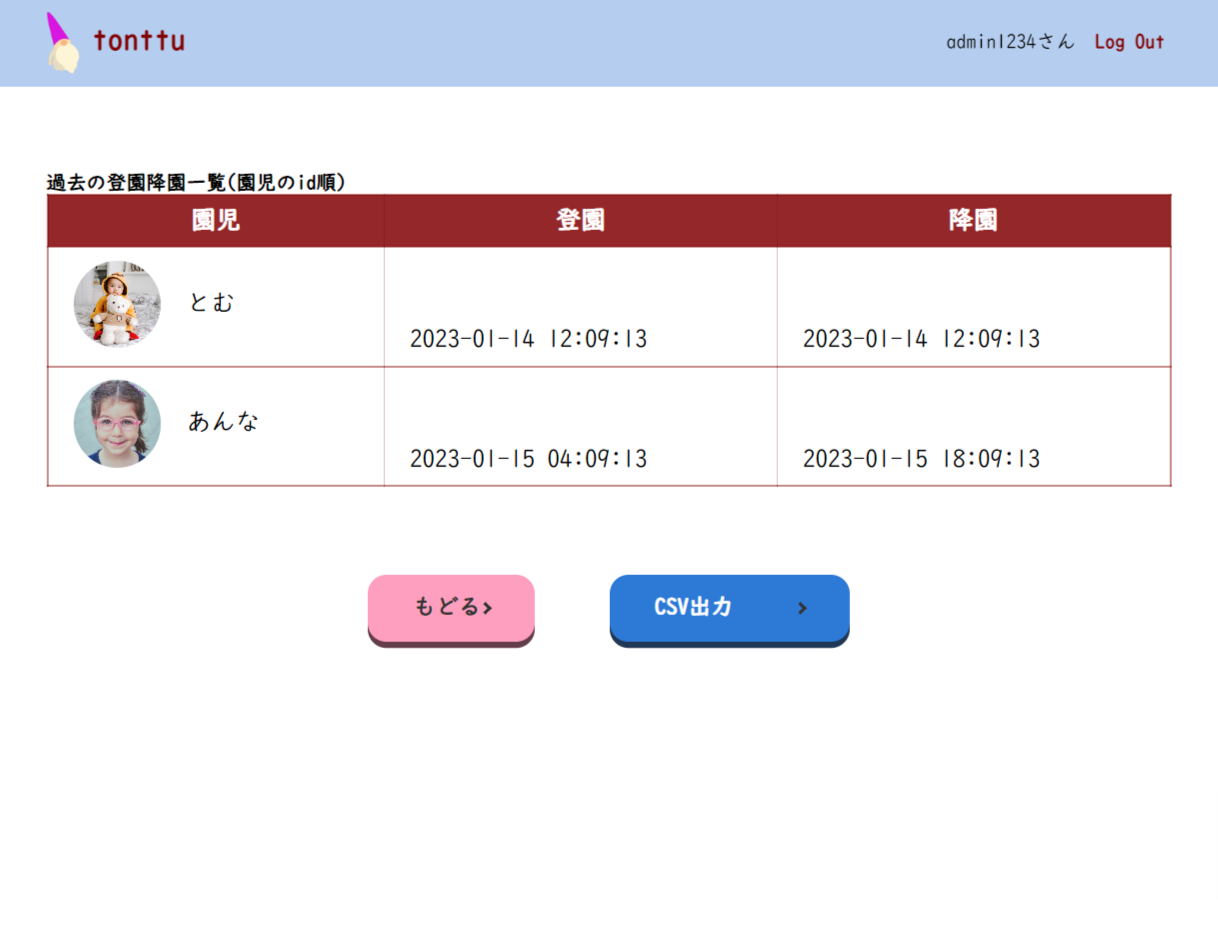 tonttu
admin1234さん Log Out
過去の登園降園一覧(園児のid順)
園児 登園 降園
とむ
2023-01-14 12:09:13 2023-01-14 12:09:13
あんな
2023-01-15 04:09:13 2023-01-15 18:09:13
もどる› CSV出力 ›